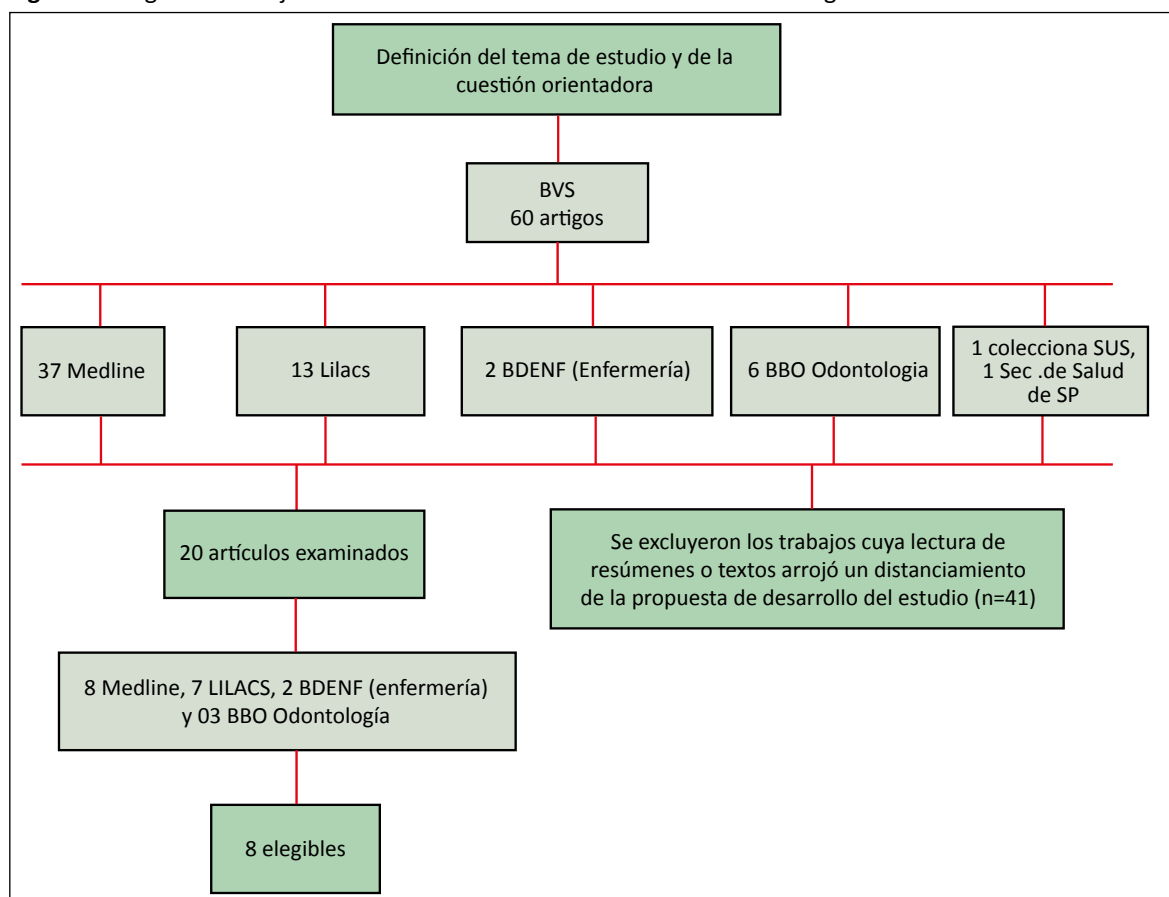 Definición del tema de estudio y de la
cuestión orientadora
BVS
60 artigos
37 Medline
13 Lilacs
2 BDENF (Enfermería)
6 BBO Odontologia
1 colecciona SUS,
1 Sec .de Salud
de SP
20 artículos examinados
Se excluyeron los trabajos cuya lectura de
resúmenes o textos arrojó un distanciamiento
de la propuesta de desarrollo del estudio (n=41)
8 Medline, 7 LILACS, 2 BDENF (enfermería)
y 03 BBO Odontología
8 elegibles